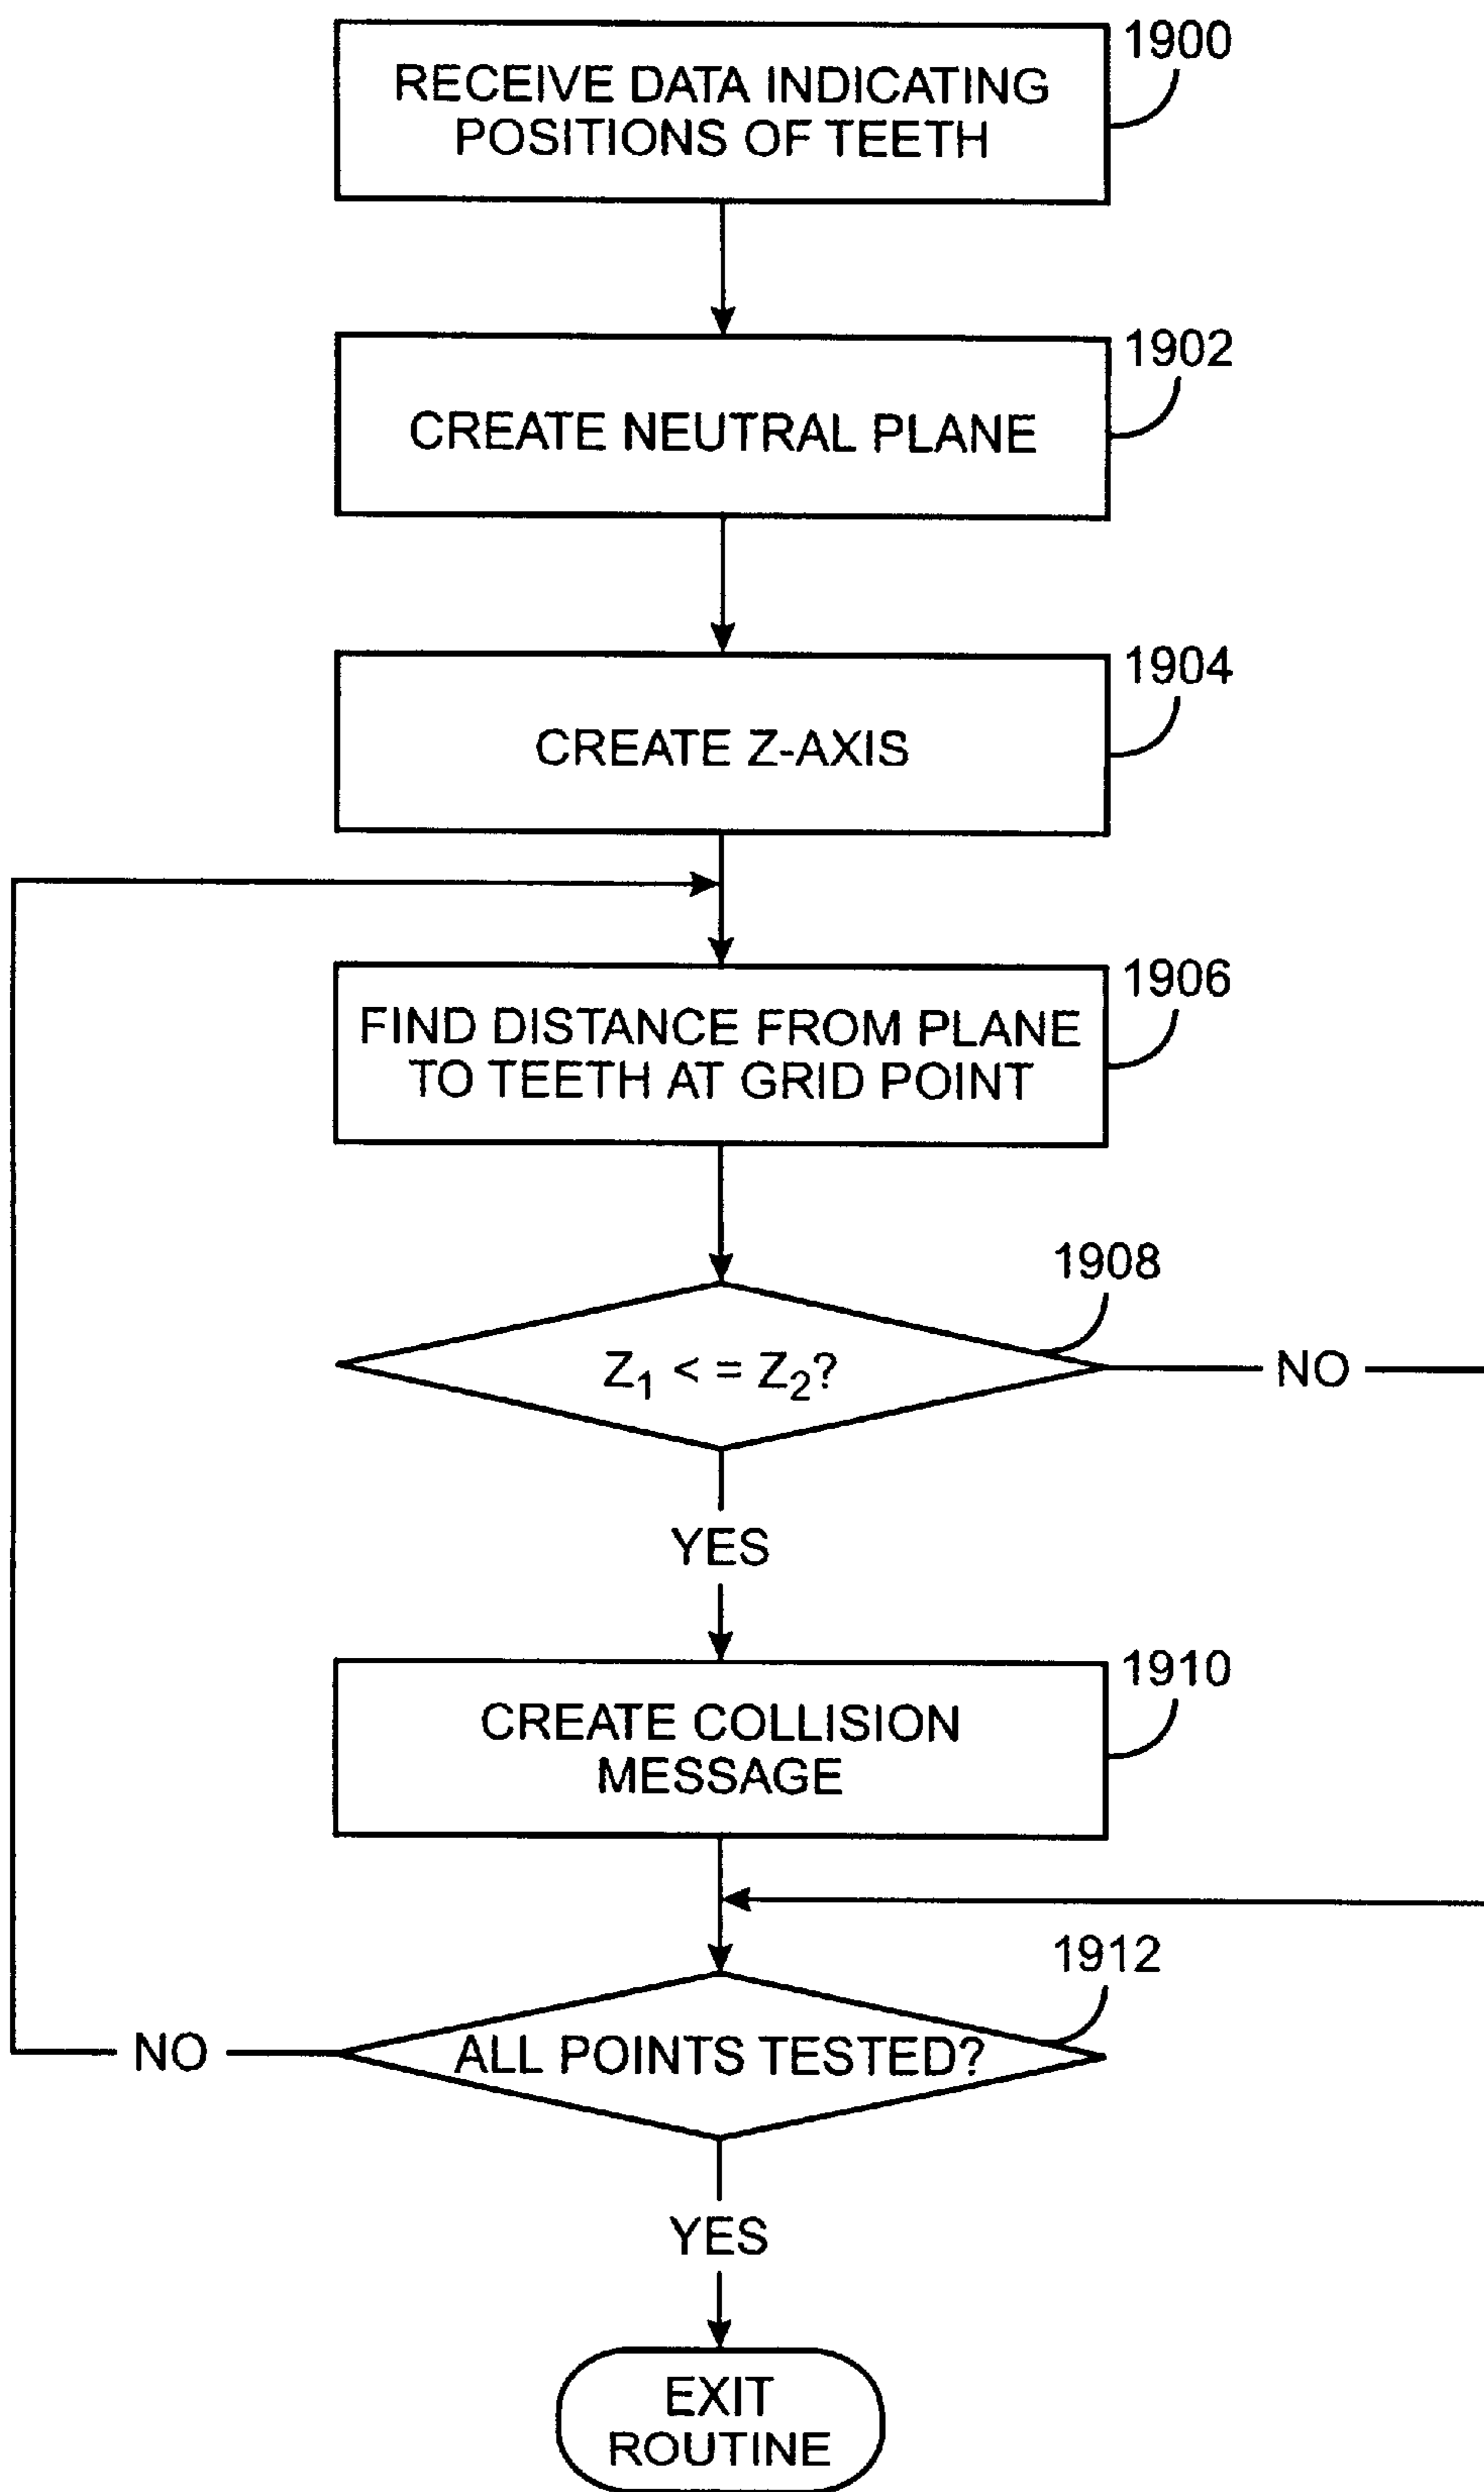 1900
RECEIVE DATA INDICATING
POSITIONS OF TEETH
1902
CREATE NEUTRAL PLANE
1904
CREATE Z-AXIS
1906
FIND DISTANCE FROM PLANE
TO TEETH AT GRID POINT
1908
Z₁ < = Z₂?
NO
YES
1910
CREATE COLLISION
MESSAGE
1912
ALL POINTS TESTED?
NO
YES
EXIT
ROUTINE